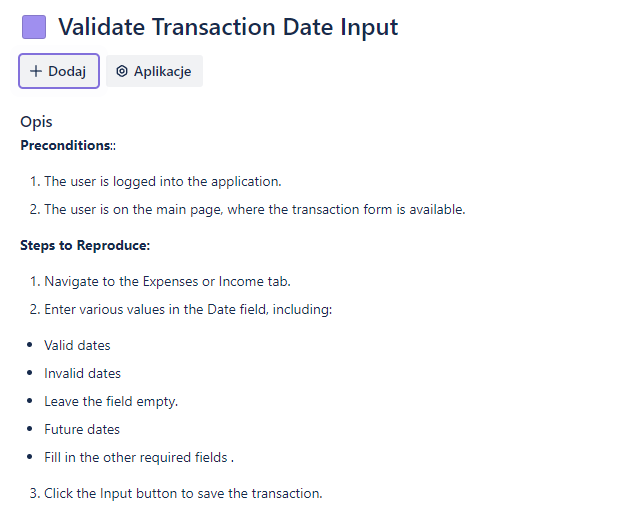 Validate Transaction Date Input
+ Dodaj
Aplikacje
Opis
Preconditions::
1. The user is logged into the application.
2. The user is on the main page, where the transaction form is available.
Steps to Reproduce:
1. Navigate to the Expenses or Income tab.
2. Enter various values in the Date field, including:
• Valid dates
• Invalid dates
• Leave the field empty.
• Future dates
• Fill in the other required fields .
3. Click the Input button to save the transaction.